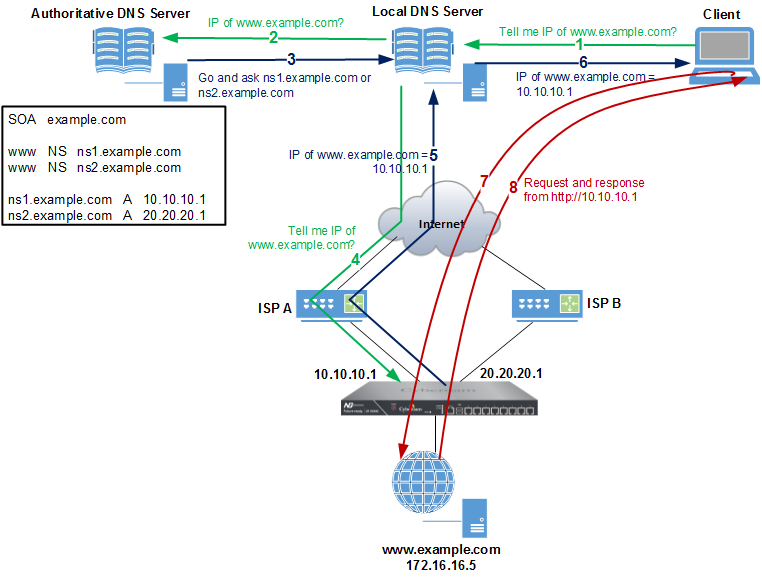 Authoritative DNS Server
Local DNS Server
Client
IP of www.example.com?
2
Tell me IP of www.example.com?
1
3
Go and ask ns1.example.com or
ns2.example.com
6
IP of www.example.com =
10.10.10.1
SOA example.com
www NS ns1.example.com
www NS ns2.example.com
ns1.example.com A 10.10.10.1
ns2.example.com A 20.20.20.1
IP of www.example.com =
10.10.10.1
5
7
8
Request and response
from http://10.10.10.1
Internet
Tell me IP of
www.example.com?
4
ISP A
ISP B
10.10.10.1
20.20.20.1
Cyberoam
www.example.com
172.16.16.5